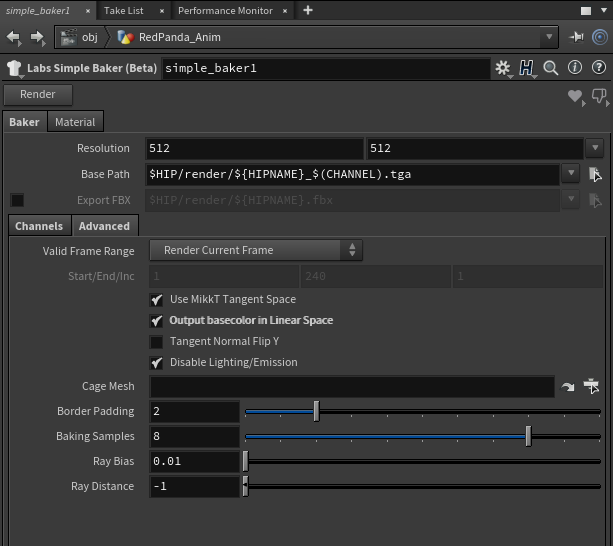 simple_baker1 × Take List × Performance Monitor × +
obj RedPanda_Anim
Labs Simple Baker (Beta) simple_baker1
Render
Baker Material
Resolution 512 512
Base Path $HIP/render/${HIPNAME}_$(CHANNEL).tga
Export FBX $HIP/render/${HIPNAME}.fbx
Channels Advanced
Valid Frame Range Render Current Frame
Start/End/Inc 1 240 1
Use MikkT Tangent Space
Output basecolor in Linear Space
Tangent Normal Flip Y
Disable Lighting/Emission
Cage Mesh
Border Padding 2
Baking Samples 8
Ray Bias 0.01
Ray Distance -1